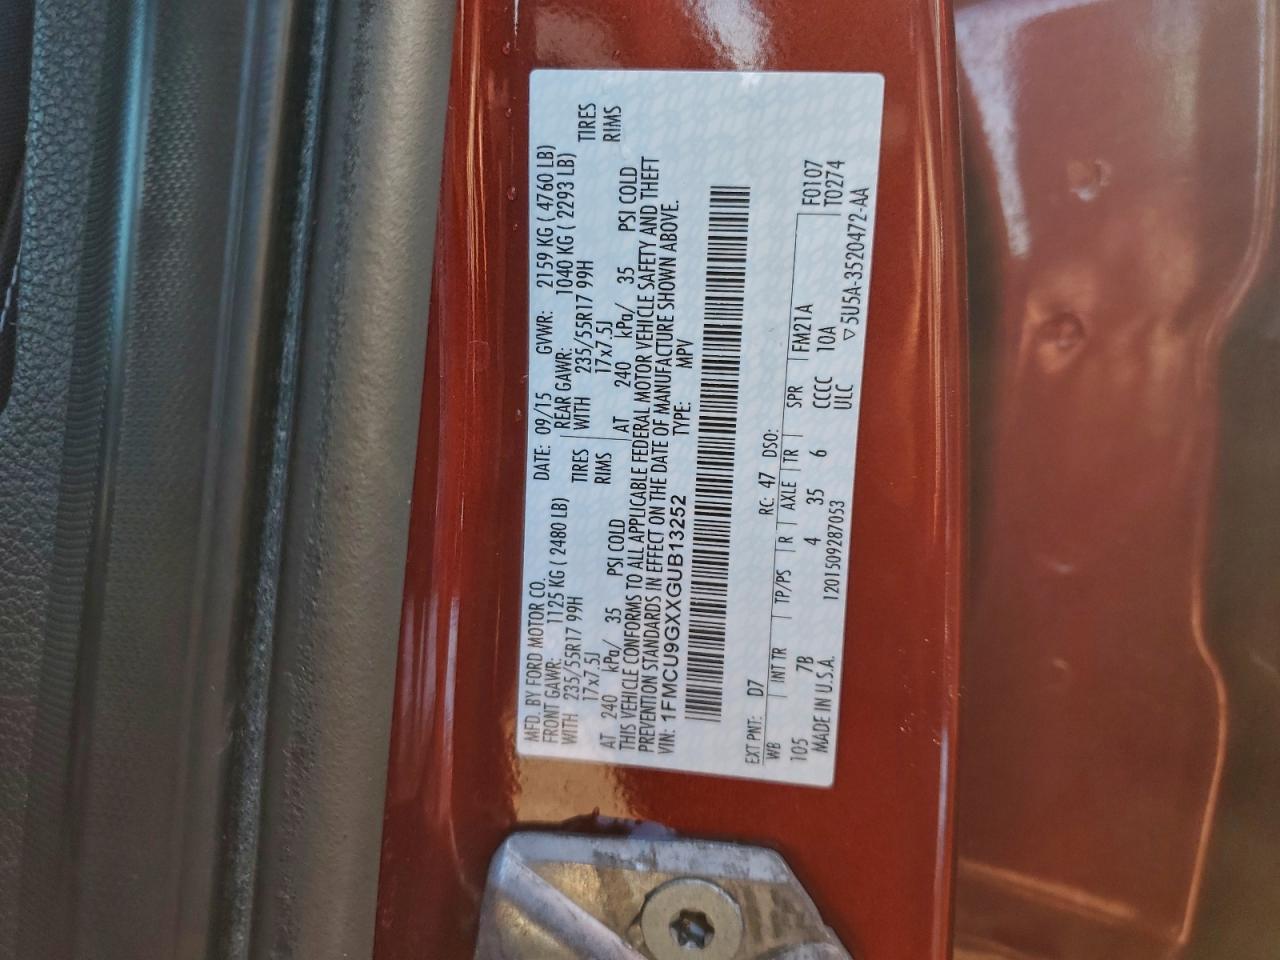 MFD. BY FORD MOTOR CO. DATE: 09/15 GVWR: 2159 KG ( 4760 LB)
FRONT GAWR: 1125 KG ( 2480 LB) REAR GAWR: 1040 KG ( 2293 LB)
WITH 235/55R17 99H TIRES WITH 235/55R17 99H TIRES
17x7.5J RIMS 17x7.5J RIMS
AT 240 kPa/ 35 PSI COLD AT 240 kPa/ 35 PSI COLD
THIS VEHICLE CONFORMS TO ALL APPLICABLE FEDERAL MOTOR VEHICLE SAFETY AND THEFT
PREVENTION STANDARDS IN EFFECT ON THE DATE OF MANUFACTURE SHOWN ABOVE.
VIN: 1FMCU9GXXGUB13252 TYPE: MPV
EXT PNT: D7 RC: 47 DSO:
WB INT TR TP/PS R AXLE TR SPR FM21A F0107
105 7B 4 35 6 CCCC 10A T0274
MADE IN U.S.A. 1201509287053 ULC ▽5U5A-3520472-AA